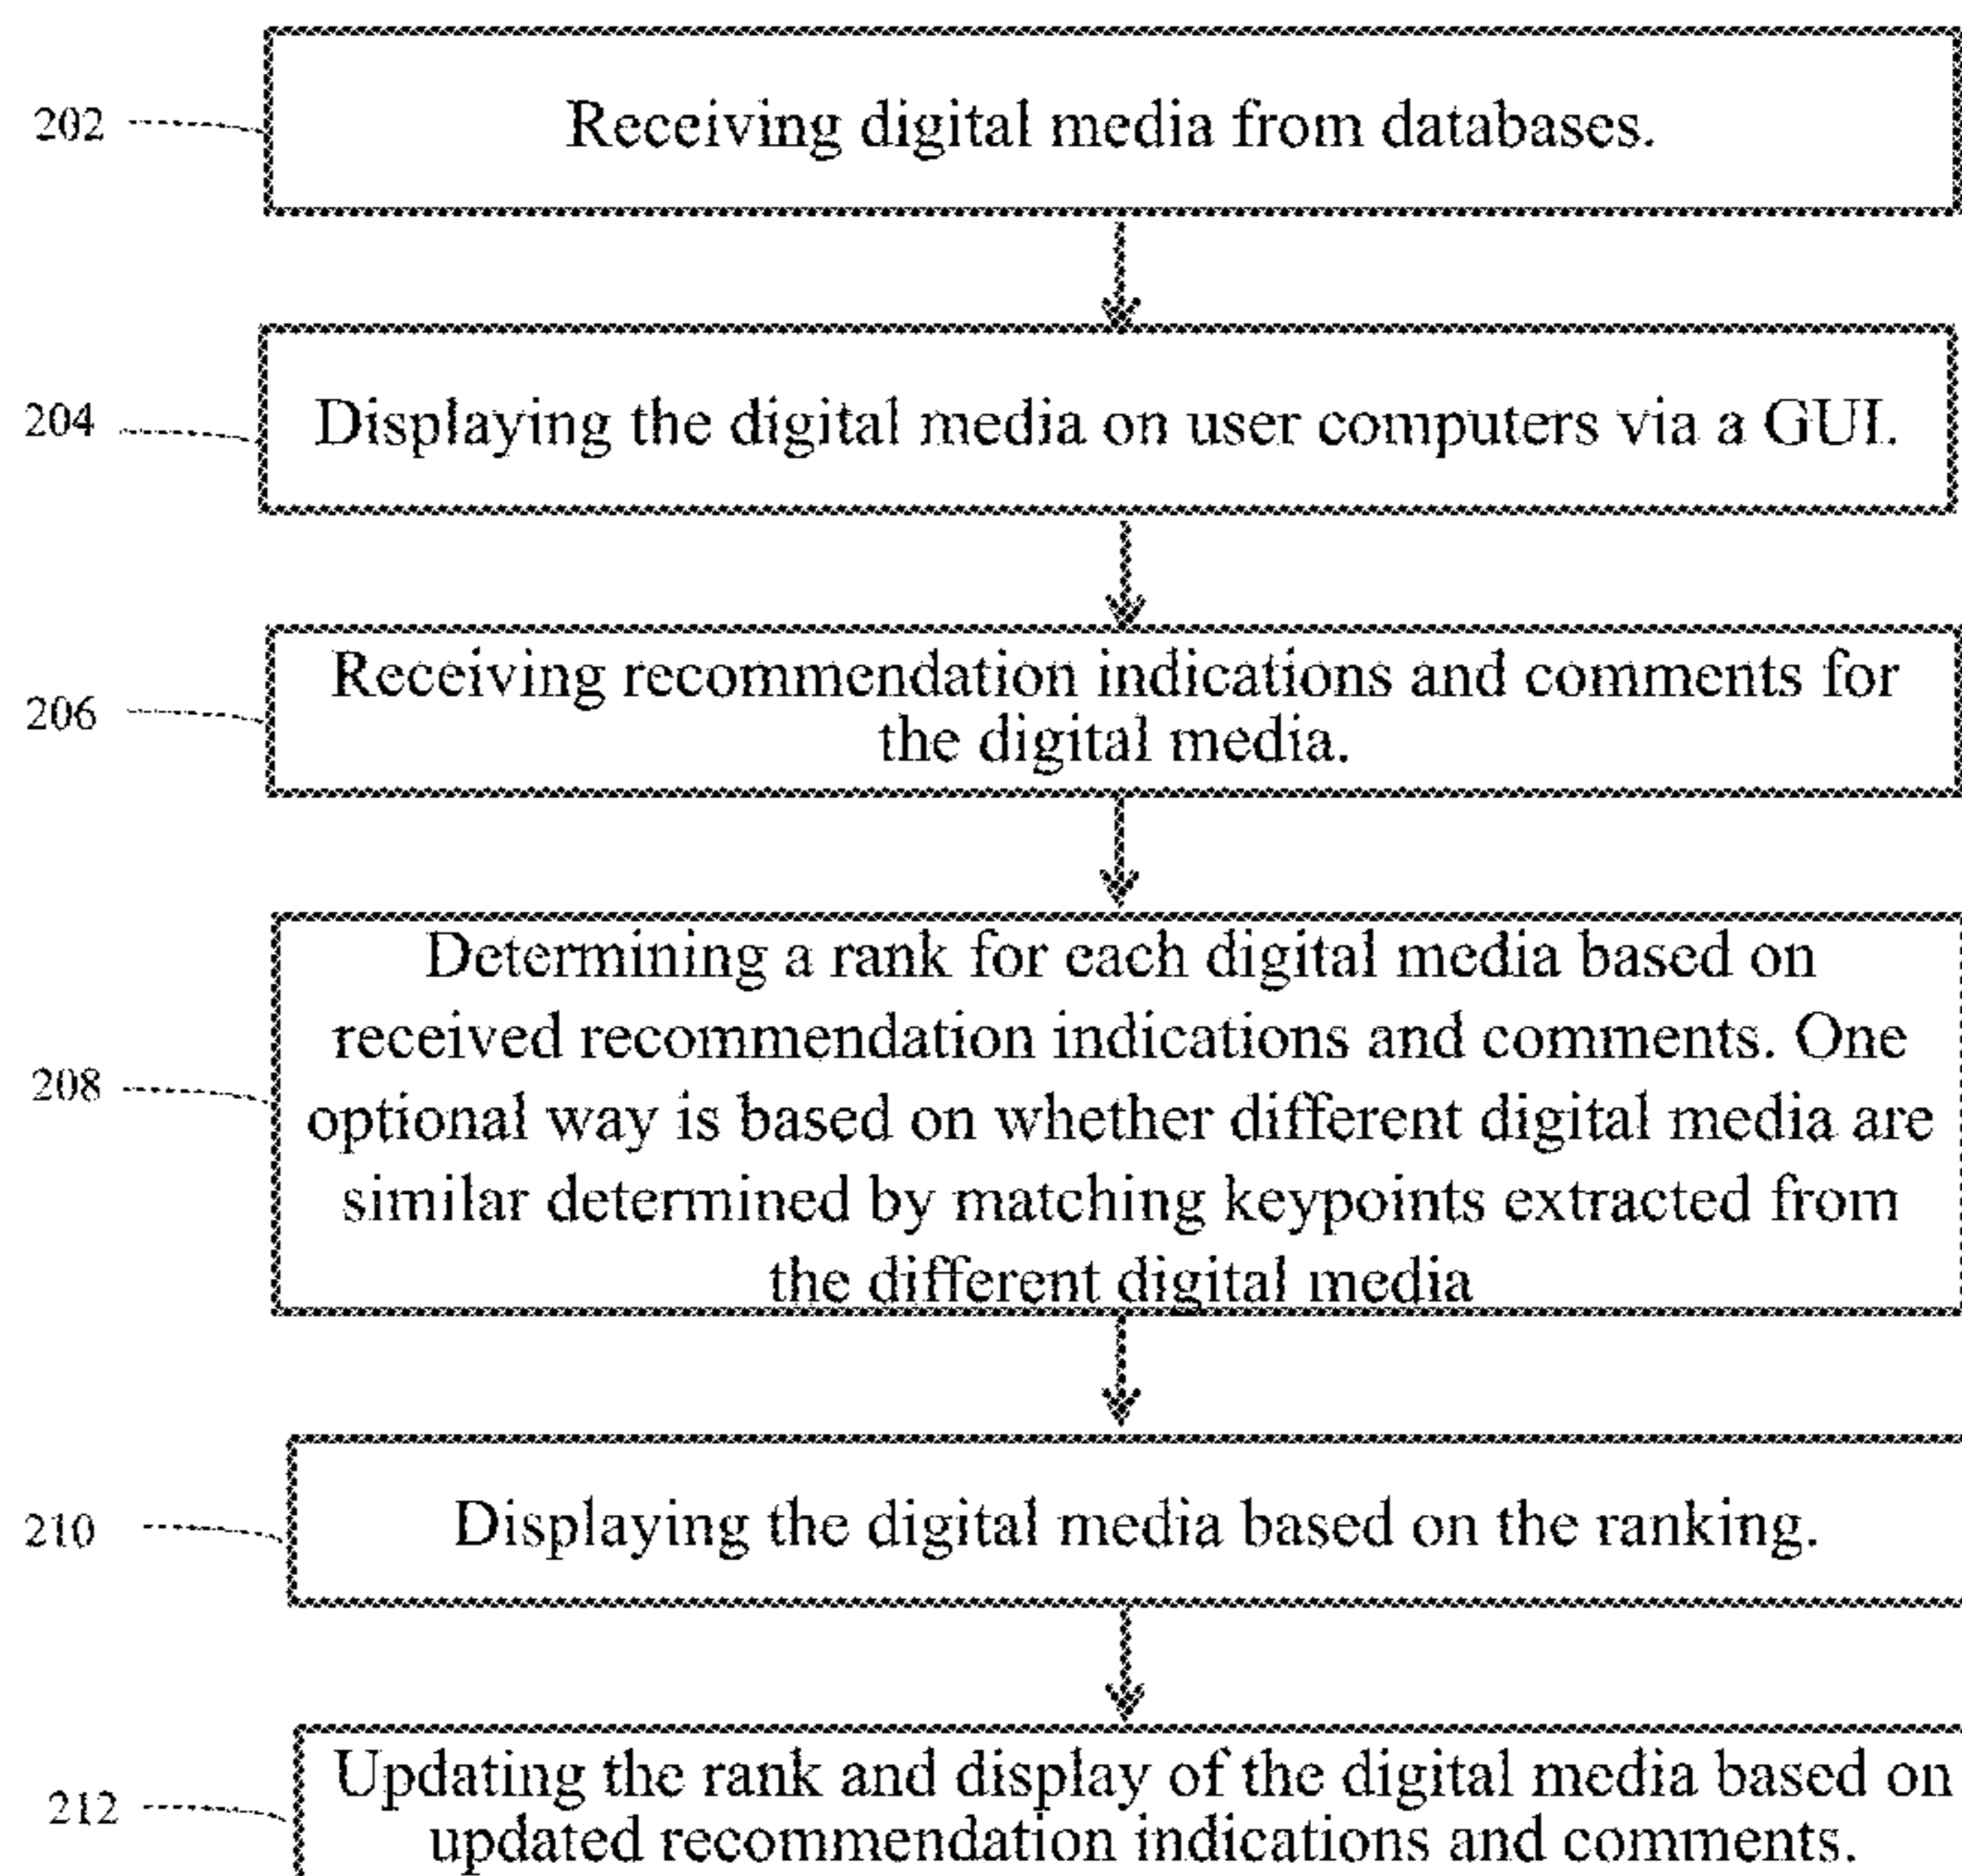 202
Receiving digital media from databases.
204
Displaying the digital media on user computers via a GUI.
206
Receiving recommendation indications and comments for
the digital media.
208
Determining a rank for each digital media based on
received recommendation indications and comments. One
optional way is based on whether different digital media are
similar determined by matching keypoints extracted from
the different digital media
210
Displaying the digital media based on the ranking.
212
Updating the rank and display of the digital media based on
updated recommendation indications and comments.